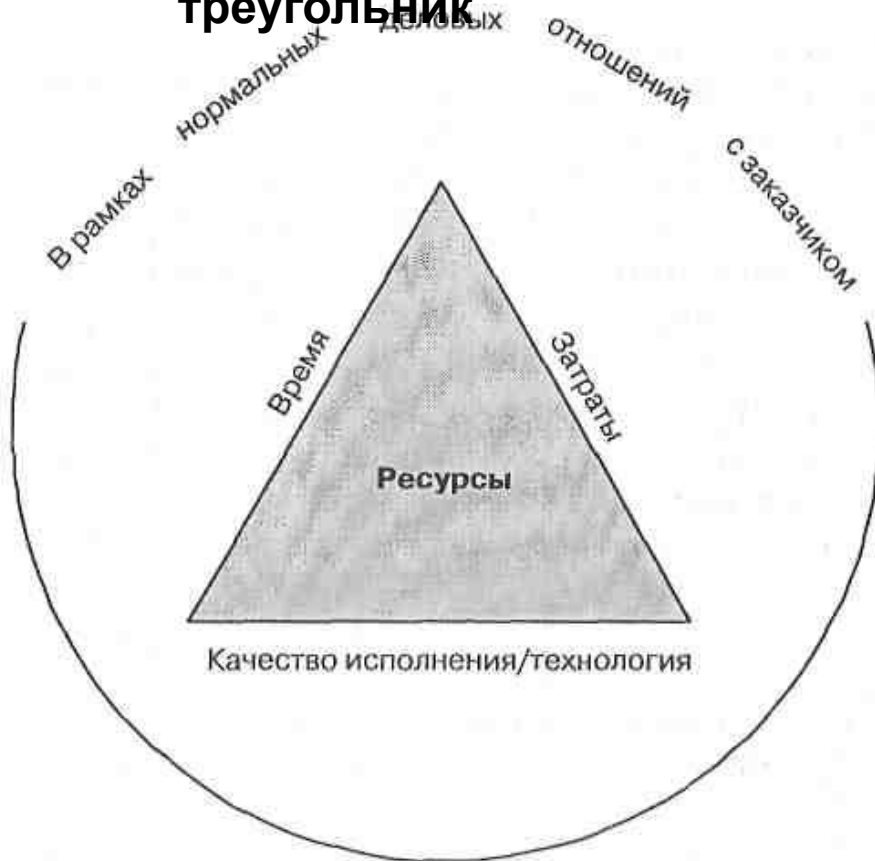 треугольник
В рамках нормальных деловых отношений с заказчиком
Время
Затраты
Ресурсы
Качество исполнения/технология